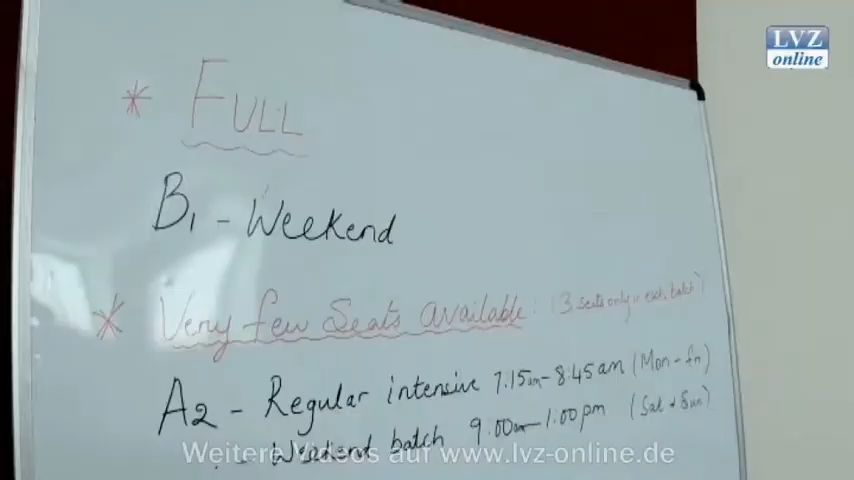 LVZ
online
* FULL
B1 - Weekend
* Very few Seats available: (3 seats only in each batch)
A2 - Regular intensive 7.15am - 8.45am (Mon - fri)
- Weekend batch 9.00am - 1.00pm (Sat + Sun)
Weitere Videos auf www.lvz-online.de